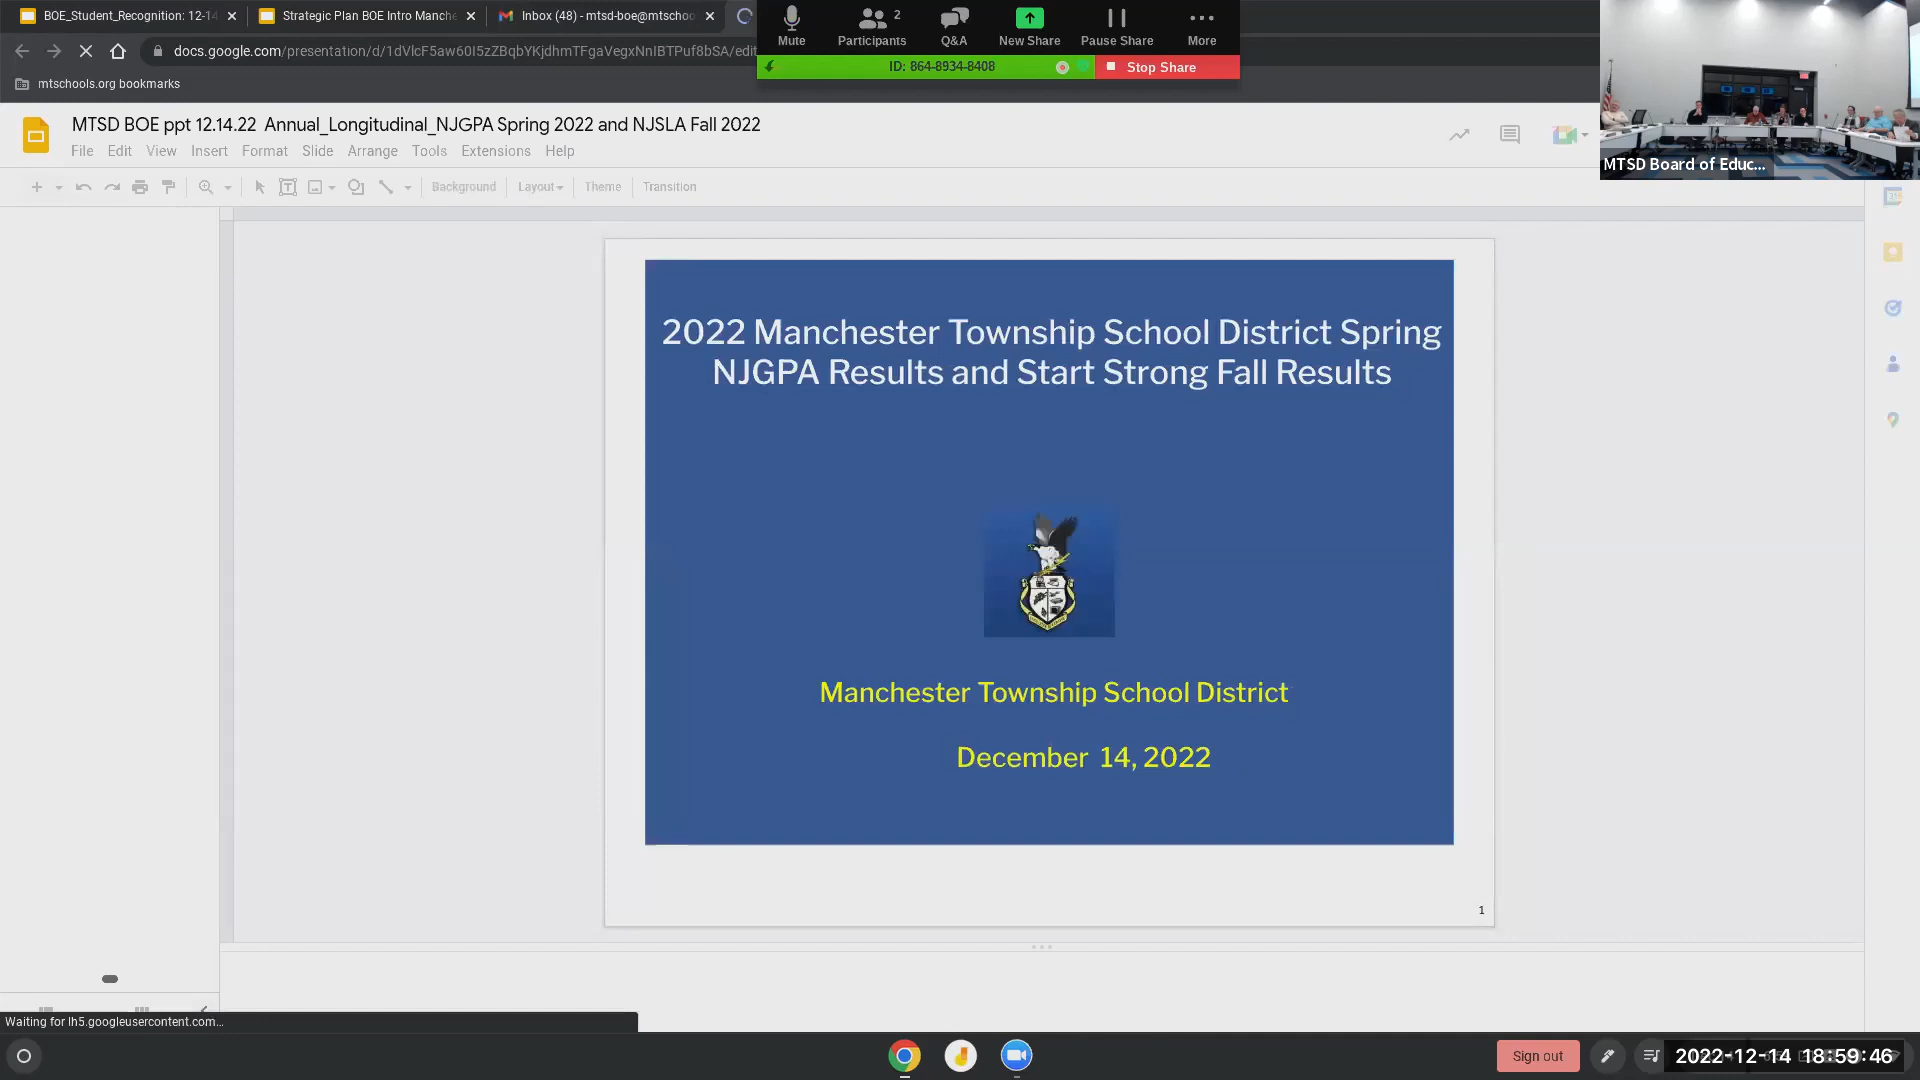 BOE_Student_Recognition: 12-14
Strategic Plan BOE Intro Manche
Inbox (48) - mtsd-boe@mtschoo
docs.google.com/presentation/d/1dVlcF5aw60I5zZBqbYKjdhmTFgaVegxNnIBTPuf8bSA/edit
mtschools.org bookmarks
Mute
Participants 2
Q&A
New Share
Pause Share
More
ID: 864-8934-8408
Stop Share
MTSD Board of Educ...
MTSD BOE ppt 12.14.22 Annual_Longitudinal_NJGPA Spring 2022 and NJSLA Fall 2022
File Edit View Insert Format Slide Arrange Tools Extensions Help
Background Layout Theme Transition
2022 Manchester Township School District Spring
NJGPA Results and Start Strong Fall Results
Manchester Township School District
December 14, 2022
1
Waiting for lh5.googleusercontent.com...
Sign out
2022-12-14 18:59:46